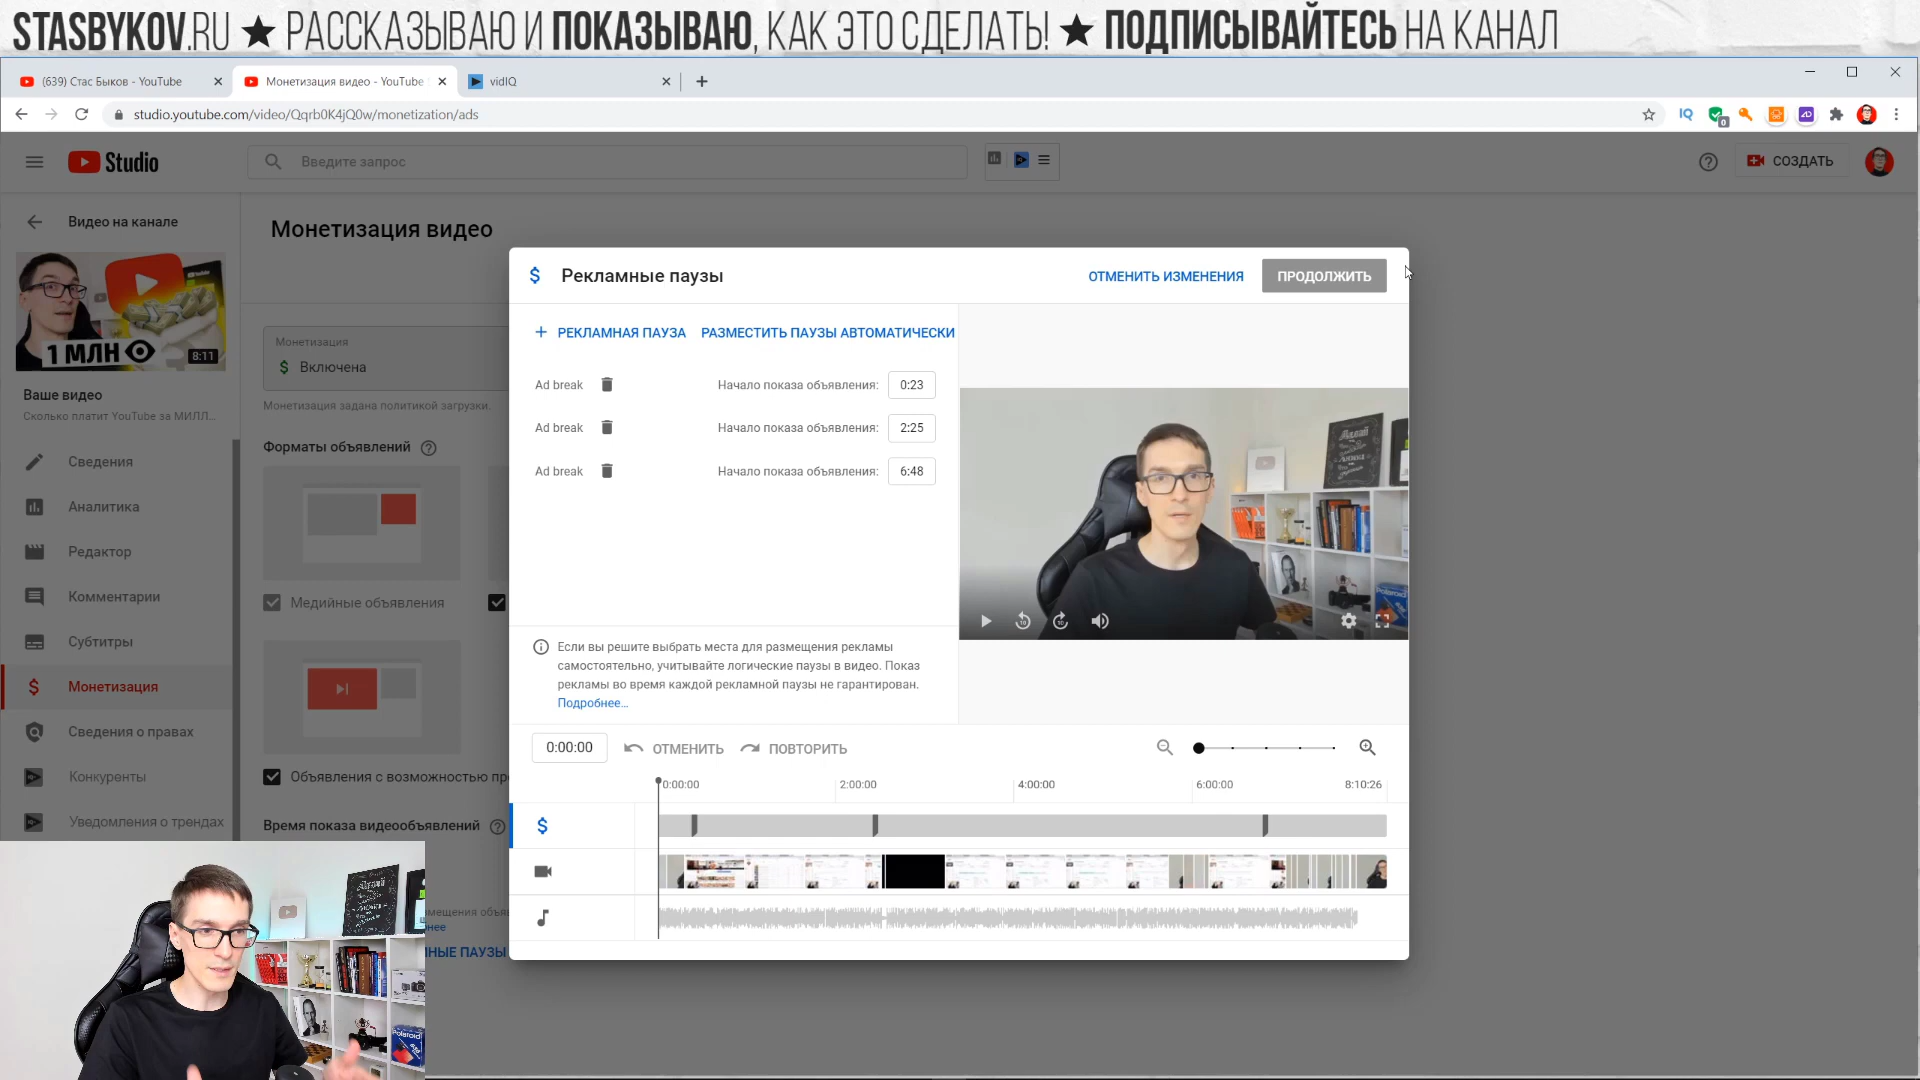 STASBYKOV.RU ★ РАССКАЗЫВАЮ И ПОКАЗЫВАЮ, КАК ЭТО СДЕЛАТЬ! ★ ПОДПИСЫВАЙТЕСЬ НА КАНАЛ
(639) Стас Быков - YouTube
Монетизация видео - YouTube
vidIQ
studio.youtube.com/video/Qqrb0K4jQ0w/monetization/ads
Studio
Введите запрос
СОЗДАТЬ
Видео на канале
1 МЛН
8:11
Ваше видео
Сколько платит YouTube за МИЛЛ...
Сведения
Аналитика
Редактор
Комментарии
Субтитры
Монетизация
Сведения о правах
Конкуренты
Уведомления о трендах
Монетизация видео
Монетизация
$ Включена
Монетизация задана политикой загрузки.
Форматы объявлений
Медийные объявления
Объявления с возможностью пр
Время показа видеообъявлений
мещения объя
нее
НЫЕ ПАУЗЫ
$ Рекламные паузы
ОТМЕНИТЬ ИЗМЕНЕНИЯ
ПРОДОЛЖИТЬ
+ РЕКЛАМНАЯ ПАУЗА
РАЗМЕСТИТЬ ПАУЗЫ АВТОМАТИЧЕСКИ
Ad break Начало показа объявления: 0:23
Ad break Начало показа объявления: 2:25
Ad break Начало показа объявления: 6:48
Если вы решите выбрать места для размещения рекламы
самостоятельно, учитывайте логические паузы в видео. Показ
рекламы во время каждой рекламной паузы не гарантирован.
Подробнее...
0:00:00
ОТМЕНИТЬ
ПОВТОРИТЬ
0:00:00 2:00:00 4:00:00 6:00:00 8:10:26
Polaroid